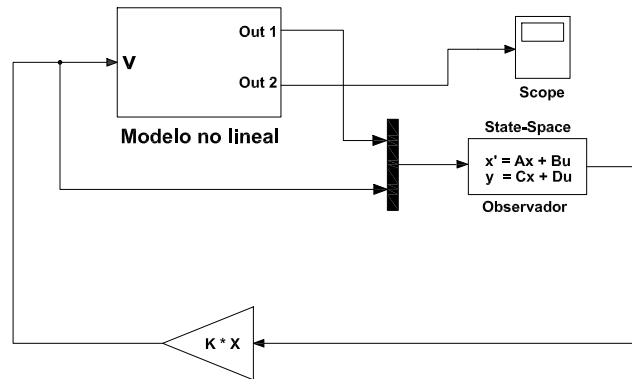 V
Out 1
Out 2
Modelo no lineal
Scope
State-Space
x' = Ax + Bu
y = Cx + Du
Observador
K * X